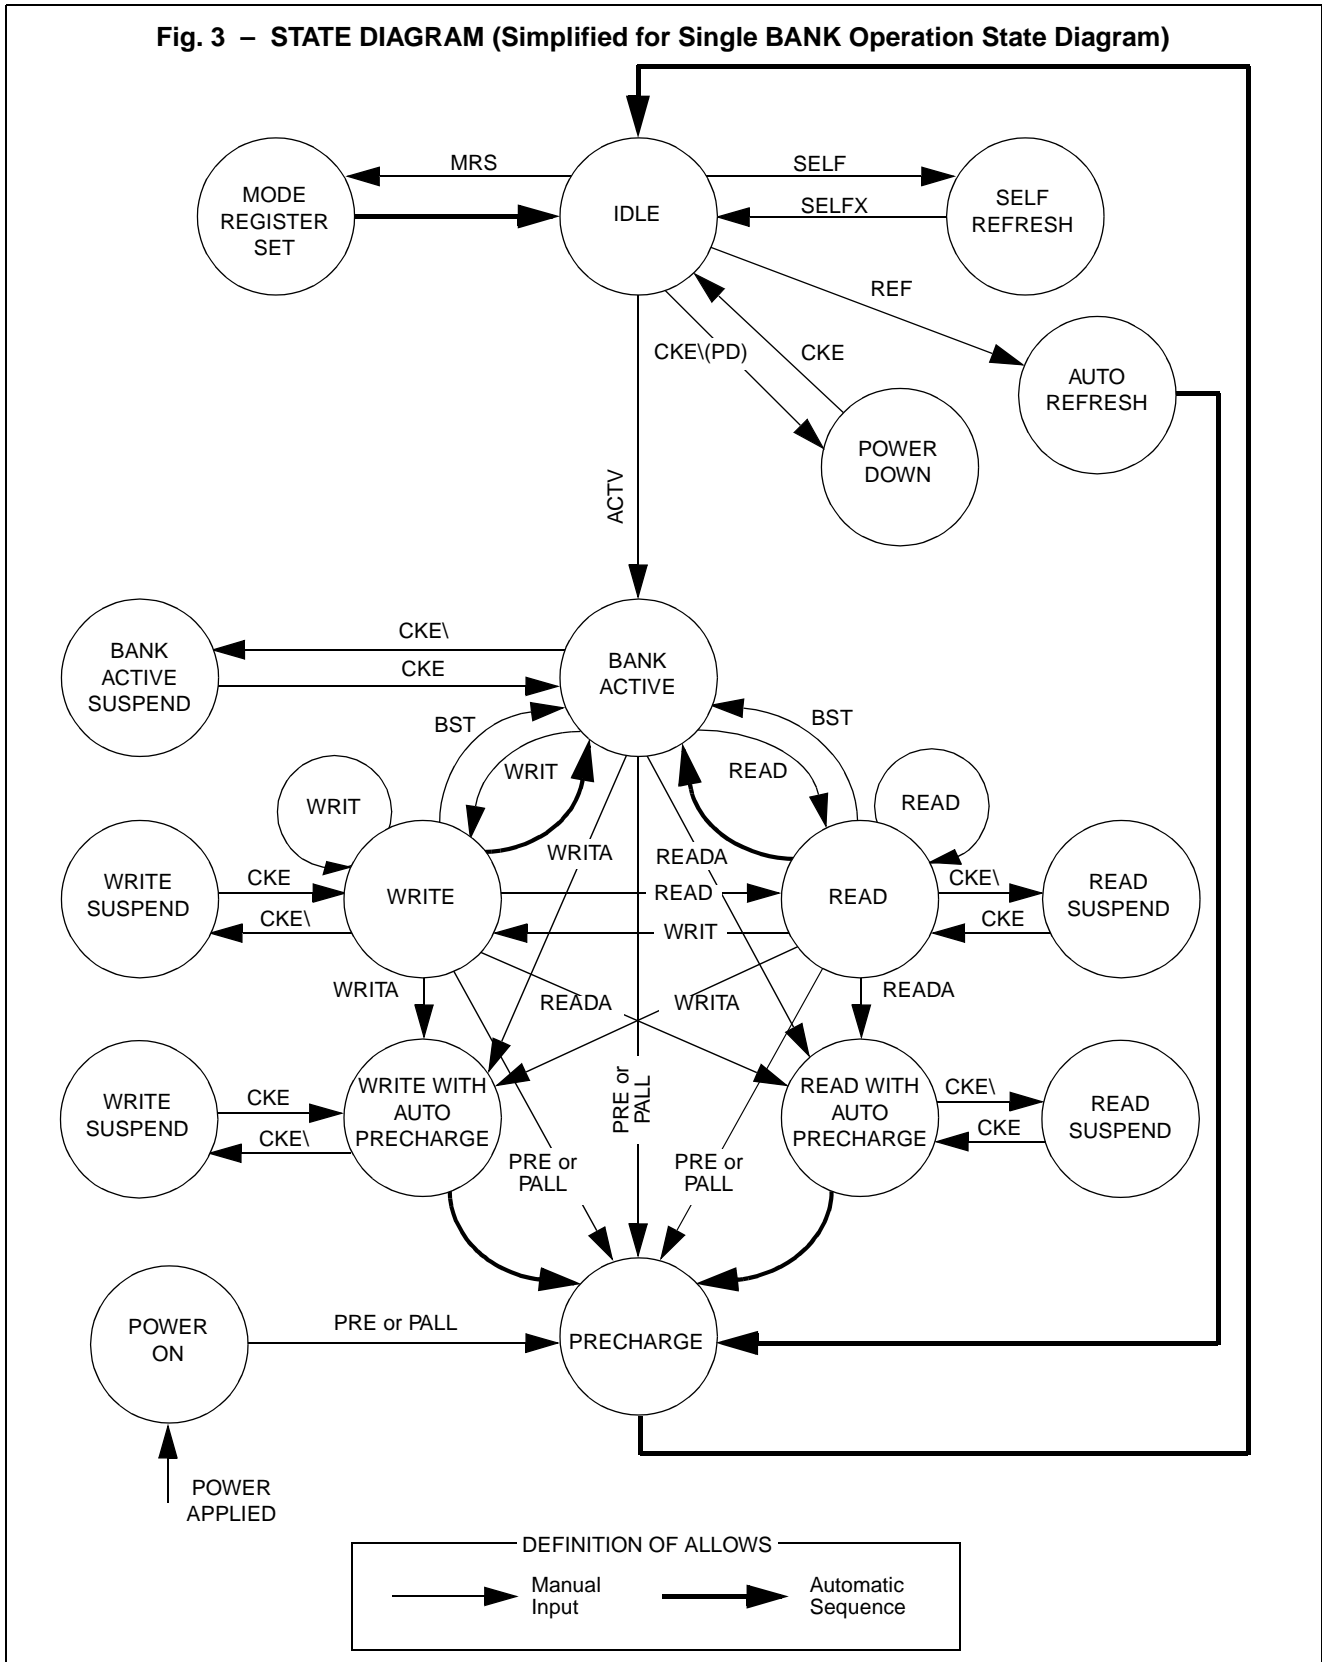 Fig. 3 – STATE DIAGRAM (Simplified for Single BANK Operation State Diagram)
MRS
SELF
MODE
REGISTER
SET
IDLE
SELFX
SELF
REFRESH
REF
CKE\(PD)
CKE
AUTO
REFRESH
POWER
DOWN
ACTV
BANK
ACTIVE
SUSPEND
CKE\
CKE
BANK
ACTIVE
BST
BST
WRIT
READ
WRIT
READ
WRITA
READA
WRITE
SUSPEND
CKE
CKE\
WRITE
READ
WRIT
READ
CKE\
CKE
READ
SUSPEND
WRITA
READA
WRITA
READA
WRITE
SUSPEND
CKE
CKE\
WRITE WITH
AUTO
PRECHARGE
PRE or
PALL
READ WITH
AUTO
PRECHARGE
CKE\
CKE
READ
SUSPEND
PRE or
PALL
PRE or
PALL
POWER
ON
PRE or PALL
PRECHARGE
POWER
APPLIED
DEFINITION OF ALLOWS
Manual
Input
Automatic
Sequence